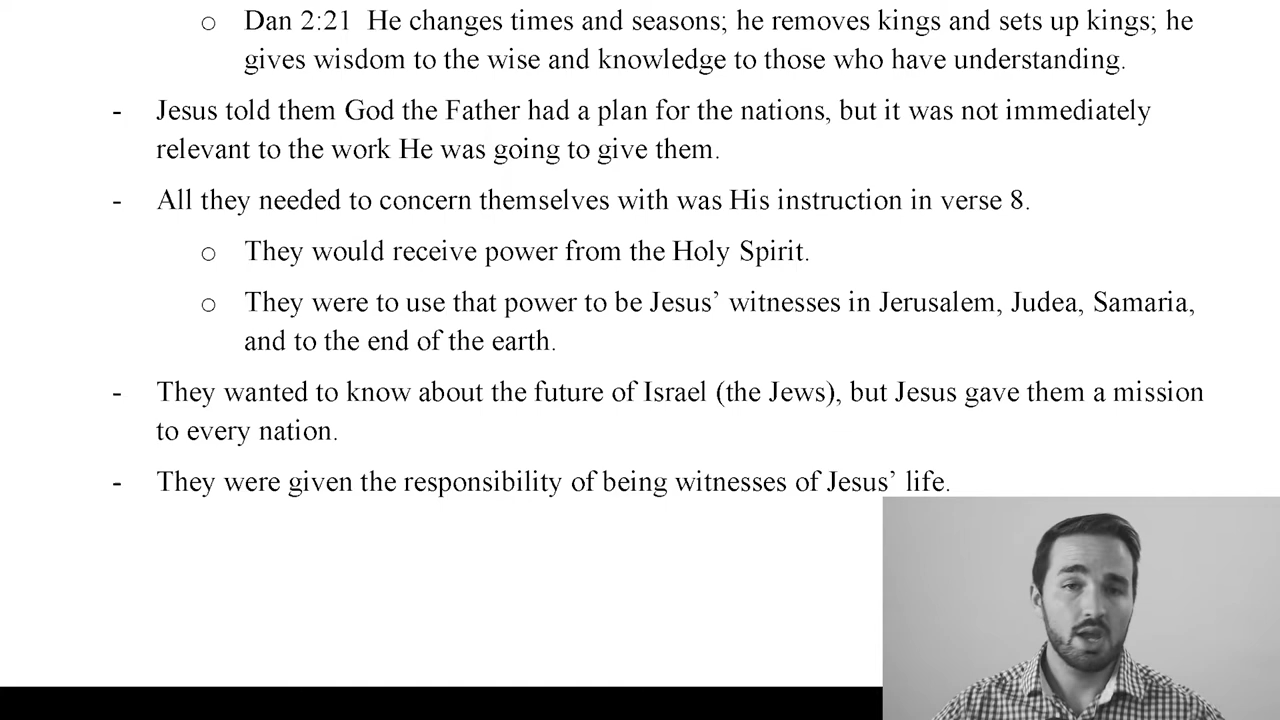 o Dan 2:21 He changes times and seasons; he removes kings and sets up kings; he
gives wisdom to the wise and knowledge to those who have understanding.
- Jesus told them God the Father had a plan for the nations, but it was not immediately
relevant to the work He was going to give them.
- All they needed to concern themselves with was His instruction in verse 8.
o They would receive power from the Holy Spirit.
o They were to use that power to be Jesus’ witnesses in Jerusalem, Judea, Samaria,
and to the end of the earth.
- They wanted to know about the future of Israel (the Jews), but Jesus gave them a mission
to every nation.
- They were given the responsibility of being witnesses of Jesus’ life.